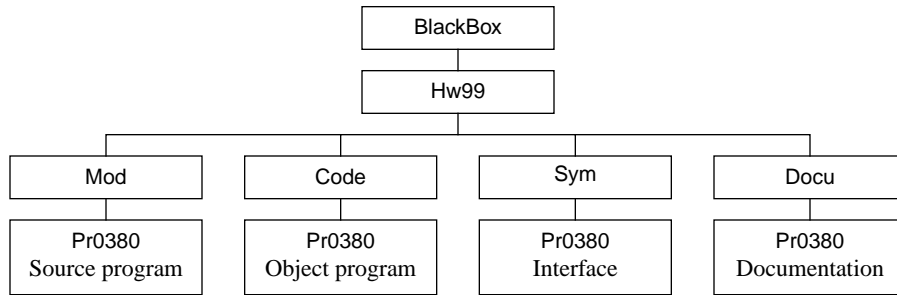 BlackBox
Hw99
Mod
Code
Sym
Docu
Pr0380
Source program
Pr0380
Object program
Pr0380
Interface
Pr0380
Documentation